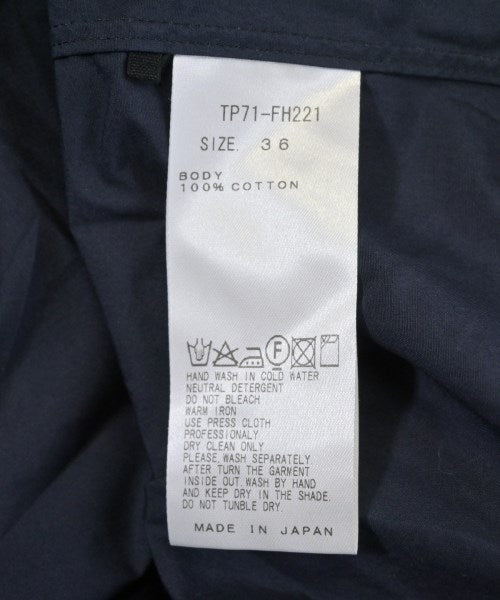 TP71-FH221
SIZE. 36
BODY
100% COTTON
F
HAND WASH IN COLD WATER
NEUTRAL DETERGENT
DO NOT BLEACH
WARM IRON
USE PRESS CLOTH
PROFESSIONALY
DRY CLEAN ONLY
PLEASE, WASH SEPARATELY
AFTER TURN THE GARMENT
INSIDE OUT. WASH BY HAND
AND KEEP DRY IN THE SHADE.
DO NOT TUNBLE DRY.
MADE IN JAPAN